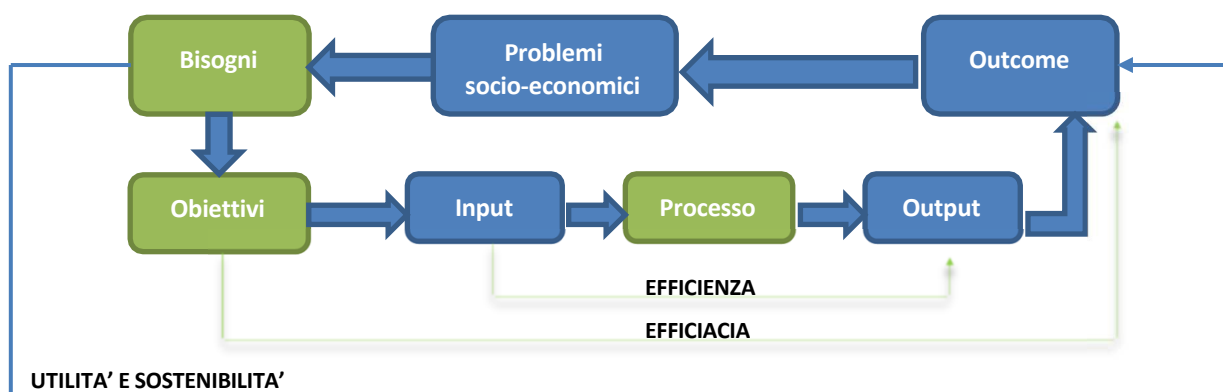 Bisogni
Problemi
socio-economici
Outcome
Obiettivi
Input
Processo
Output
EFFICIENZA
EFFICIACIA
UTILITA’ E SOSTENIBILITA’